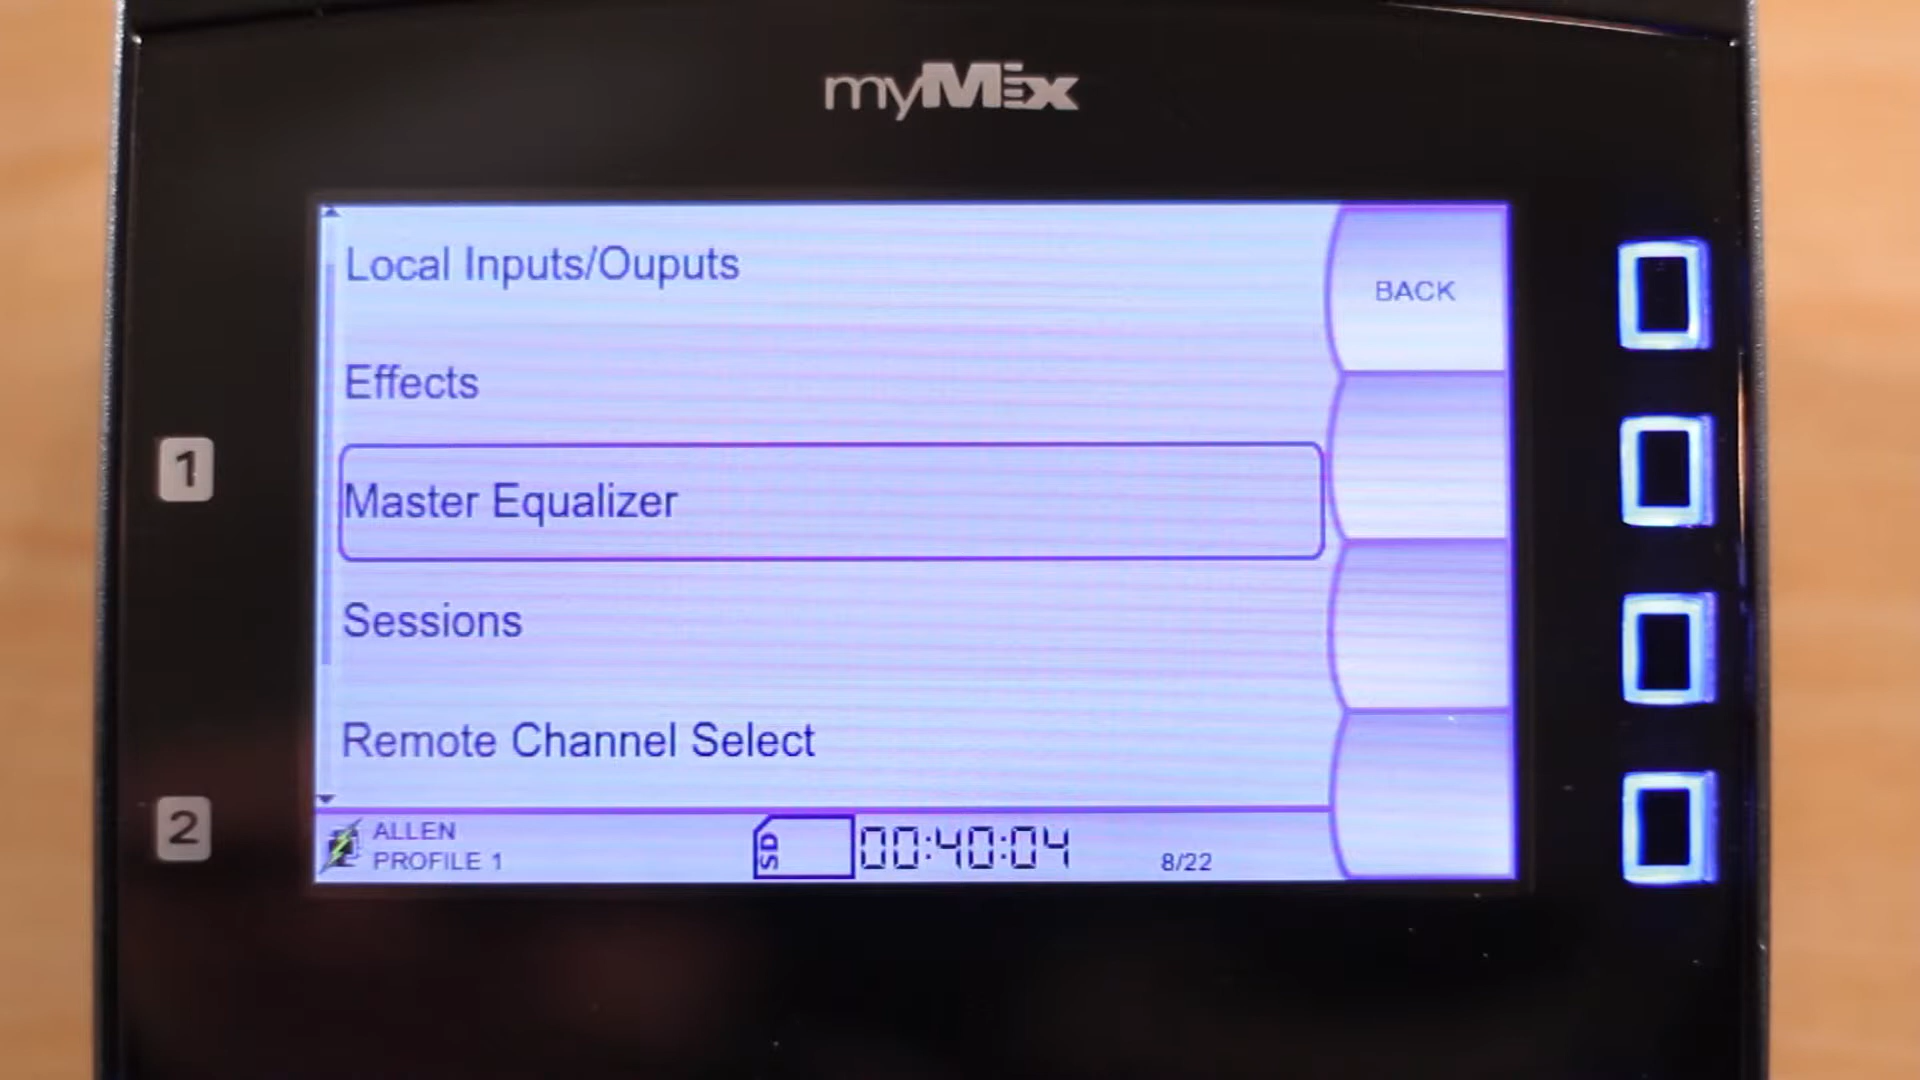 myMix
Local Inputs/Ouputs
BACK
Effects
1
Master Equalizer
Sessions
Remote Channel Select
2
ALLEN
PROFILE 1
SD
00:40:04
8/22